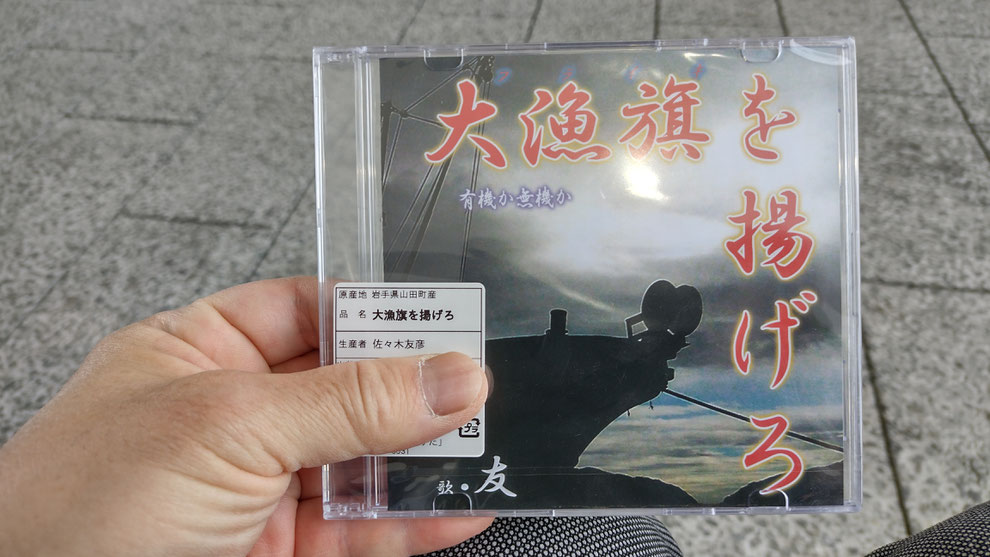 大漁旗を揚げろ
有機か無機か
原産地 岩手県山田町産
品 名 大漁旗を揚げろ
生産者 佐々木友彦
プラ
歌・友